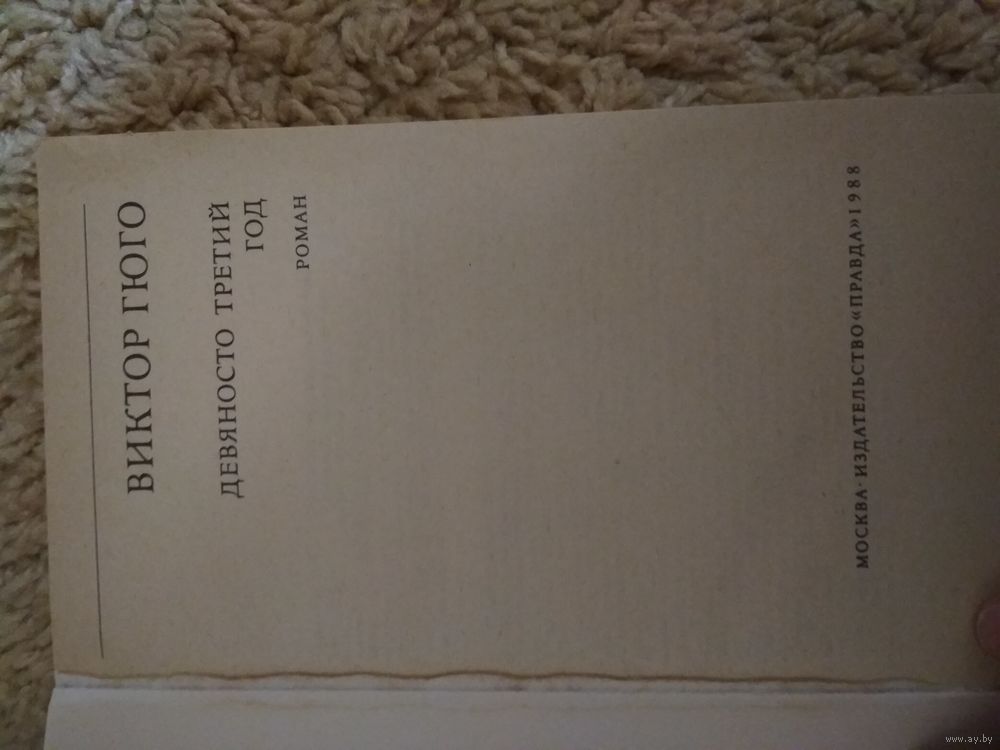 ВИКТОР ГЮГО
ДЕВЯНОСТО ТРЕТИЙ
ГОД
РОМАН
МОСКВА · ИЗДАТЕЛЬСТВО «ПРАВДА» 1988
www.ay.by